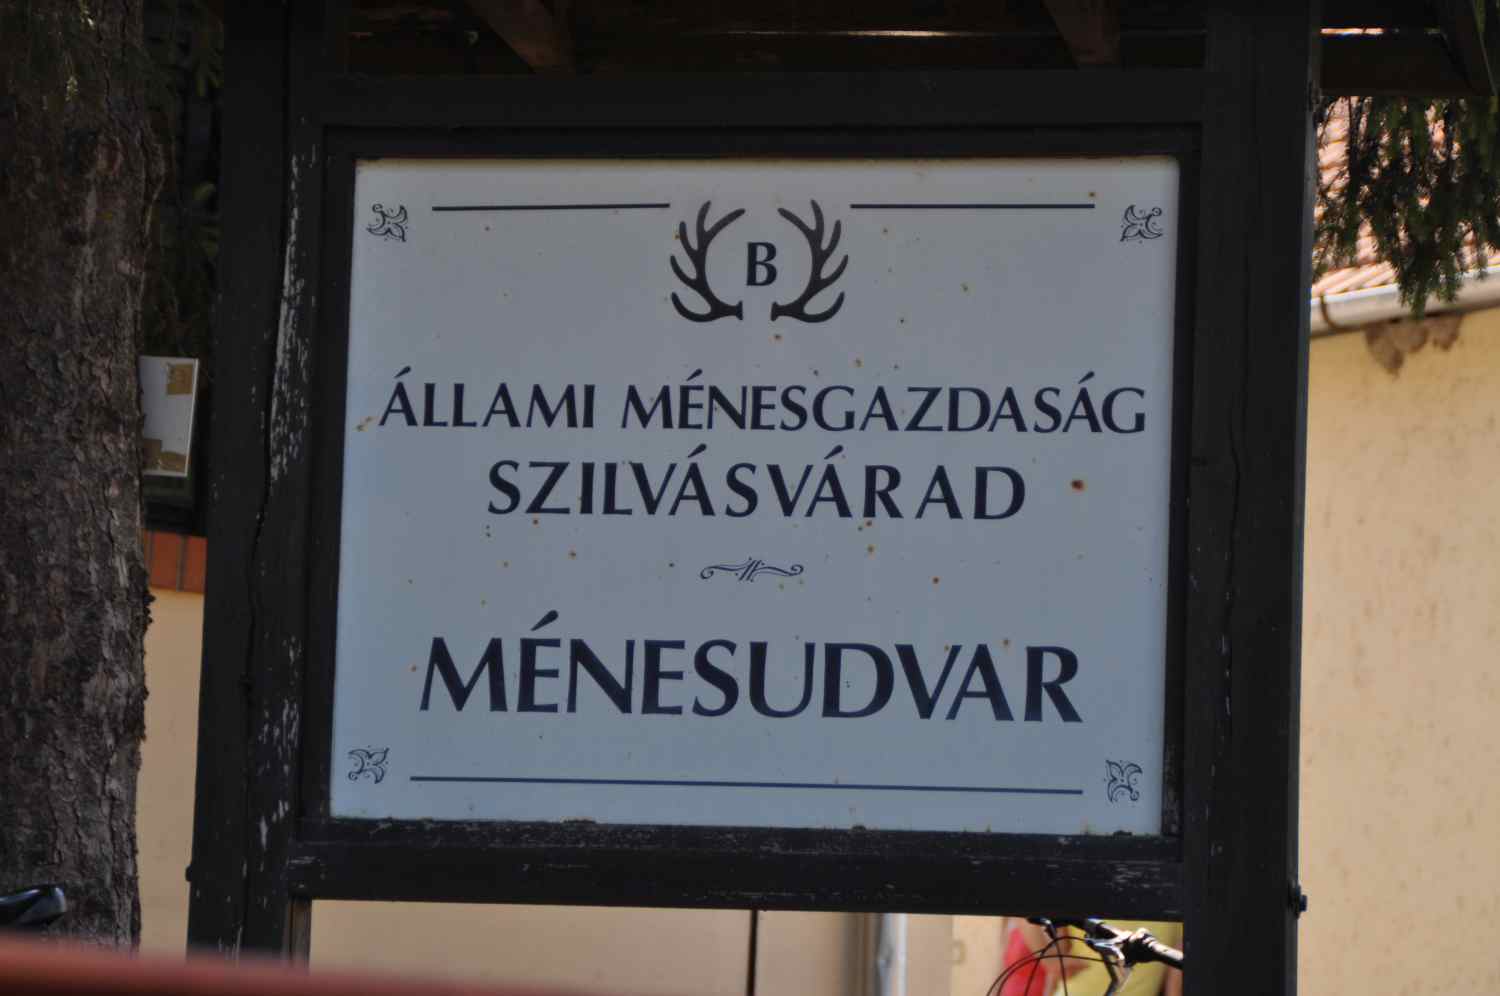 B
ÁLLAMI MÉNESGAZDASÁG
SZILVÁSVÁRAD
MÉNESUDVAR